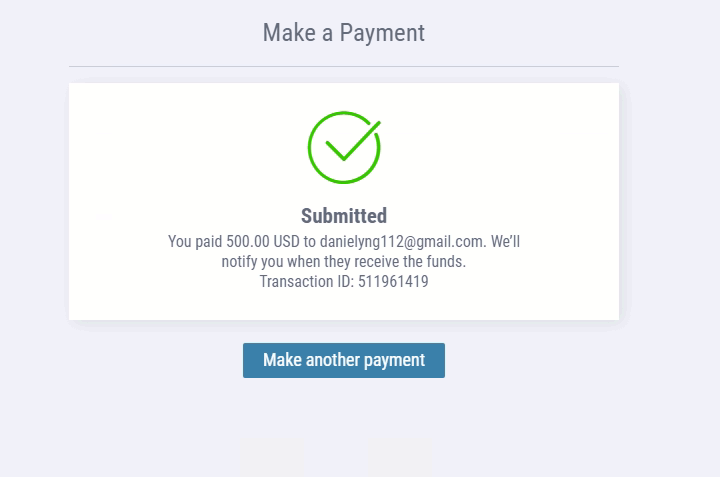 Make a Payment
Submitted
You paid 500.00 USD to danielyng112@gmail.com. We’ll
notify you when they receive the funds.
Transaction ID: 511961419
Make another payment